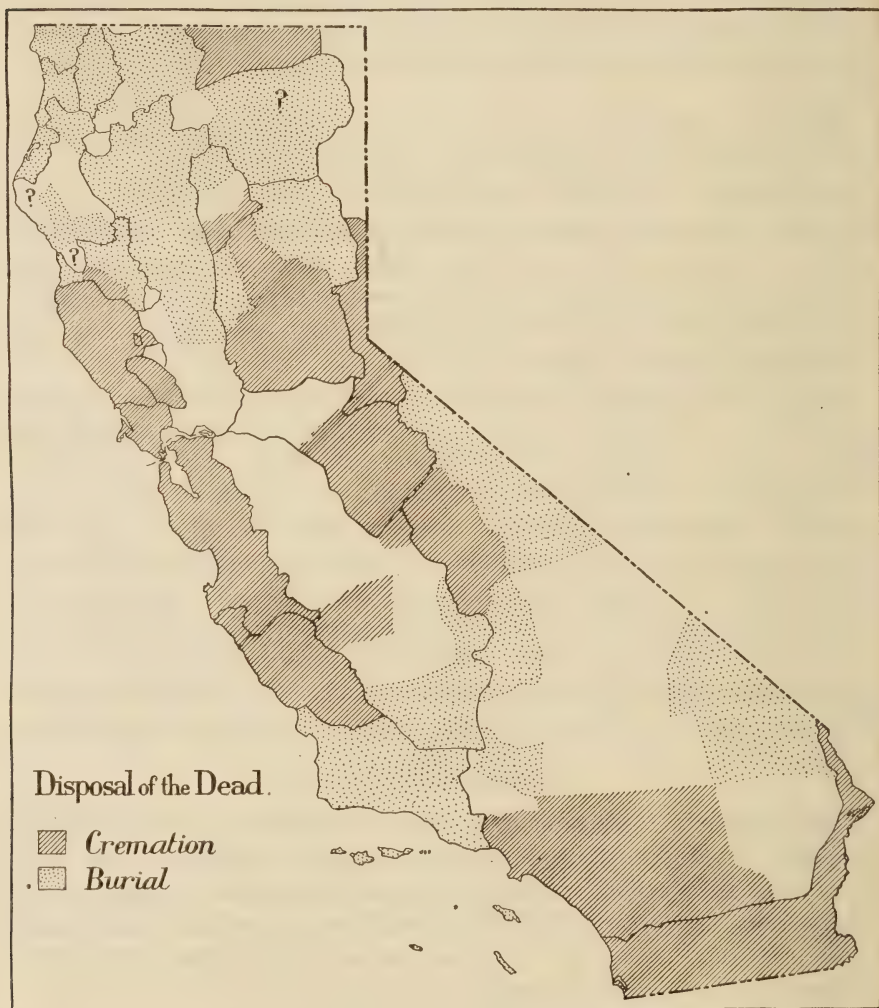 ?
?
?
Disposal of the Dead.
Cremation
Burial